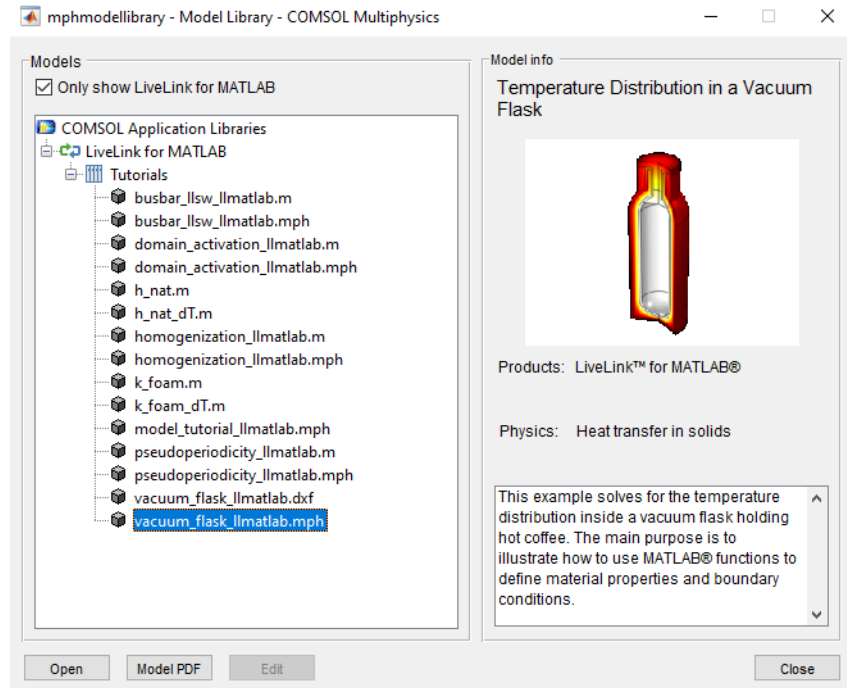 mphmodellibrary - Model Library - COMSOL Multiphysics
Models
Only show LiveLink for MATLAB
COMSOL Application Libraries
LiveLink for MATLAB
Tutorials
busbar_llsw_llmatlab.m
busbar_llsw_llmatlab.mph
domain_activation_llmatlab.m
domain_activation_llmatlab.mph
h_nat.m
h_nat_dT.m
homogenization_llmatlab.m
homogenization_llmatlab.mph
k_foam.m
k_foam_dT.m
model_tutorial_llmatlab.mph
pseudoperiodicity_llmatlab.m
pseudoperiodicity_llmatlab.mph
vacuum_flask_llmatlab.dxf
vacuum_flask_llmatlab.mph
Model info
Temperature Distribution in a Vacuum
Flask
Products: LiveLink™ for MATLAB®
Physics: Heat transfer in solids
This example solves for the temperature
distribution inside a vacuum flask holding
hot coffee. The main purpose is to
illustrate how to use MATLAB® functions to
define material properties and boundary
conditions.
Open
Model PDF
Edit
Close